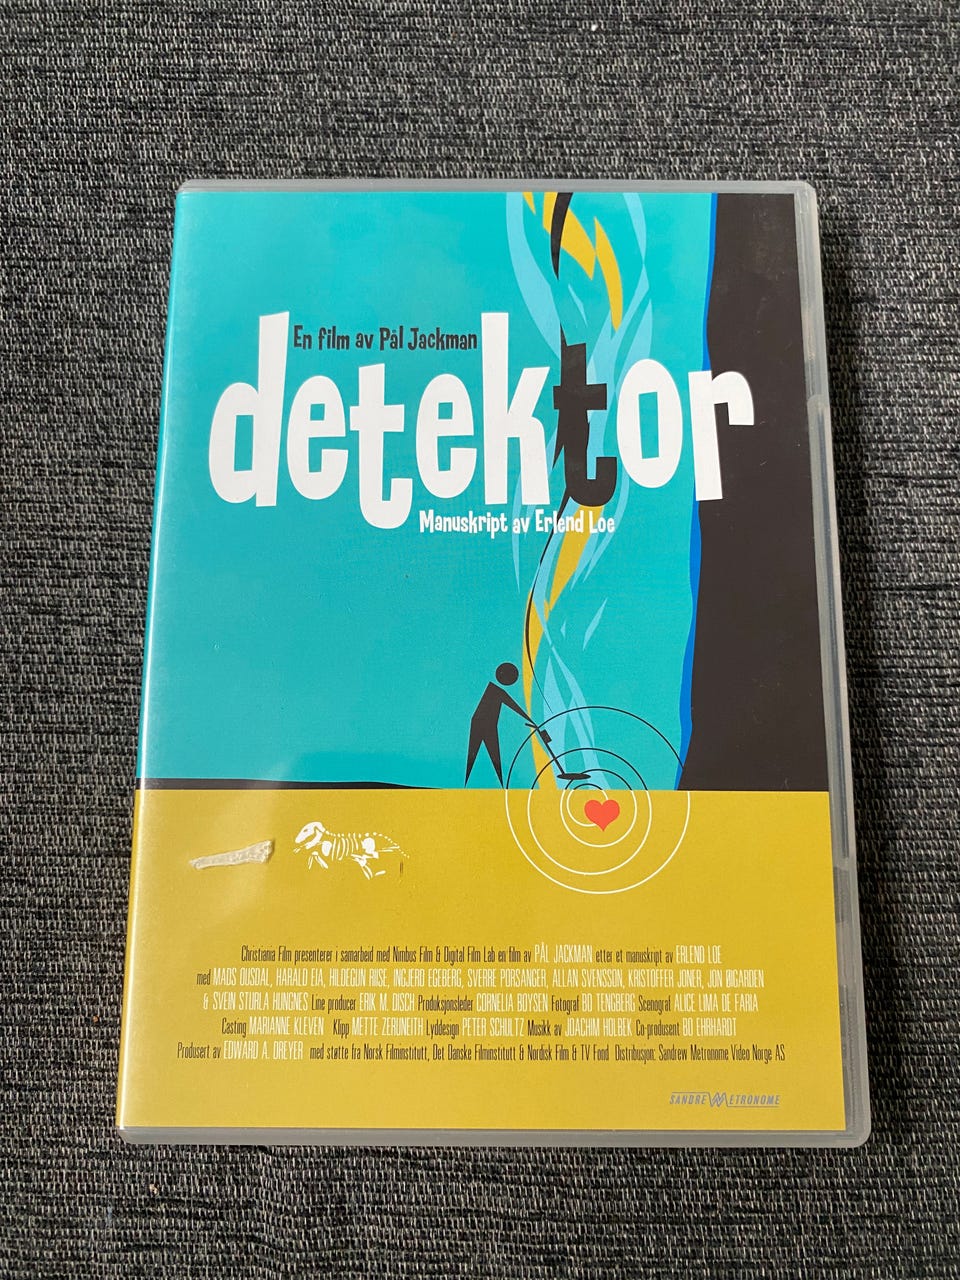 En film av Pål Jackman
detektor
Manuskript av Erlend Loe
Christiania Film presenterer i samarbeid med Nimbus Film & Digital Film Lab en film av PÅL JACKMAN etter et manuskript av ERLEND LOE
med MADS OUSDAL, HARALD EIA, HILDEGUN RIISE, INGJERD EGEBERG, SVERRE PORSANGER, ALLAN SVENSSON, KRISTOFFER JONER, JON ØIGARDEN
& SVEIN STURLA HUNGNES Line producer ERIK M. DISCH Produksjonsleder CORNELIA BOYSEN Fotograf BO TENGBERG Scenograf ALICE LIMA DE FARIA
Casting MARIANNE KLEVEN Klipp METTE ZERUNEITH Lyddesign PETER SCHULTZ Musikk av JOACHIM HOLBEK Co-produsent BO EHRHARDT
Produsert av EDWARD A. DREYER med støtte fra Norsk Filminstitutt, Det Danske Filminstitutt & Nordisk Film & TV Fond Distribusjon: Sandrew Metronome Video Norge AS
SANDREW METRONOME